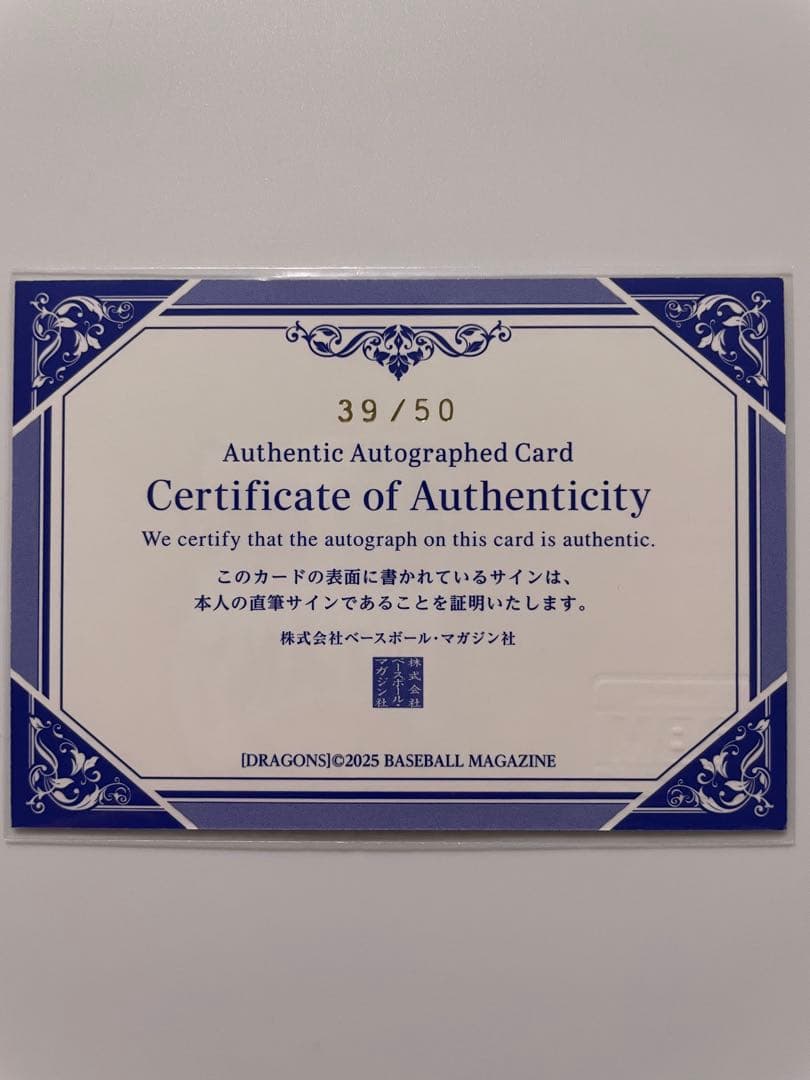 39/50
Authentic Autographed Card
Certificate of Authenticity
We certify that the autograph on this card is authentic.
このカードの表面に書かれているサインは、
本人の直筆サインであることを証明いたします。
株式会社ベースボール・マガジン社
株式会社
ベースボール・
マガジン社
[DRAGONS]©2025 BASEBALL MAGAZINE